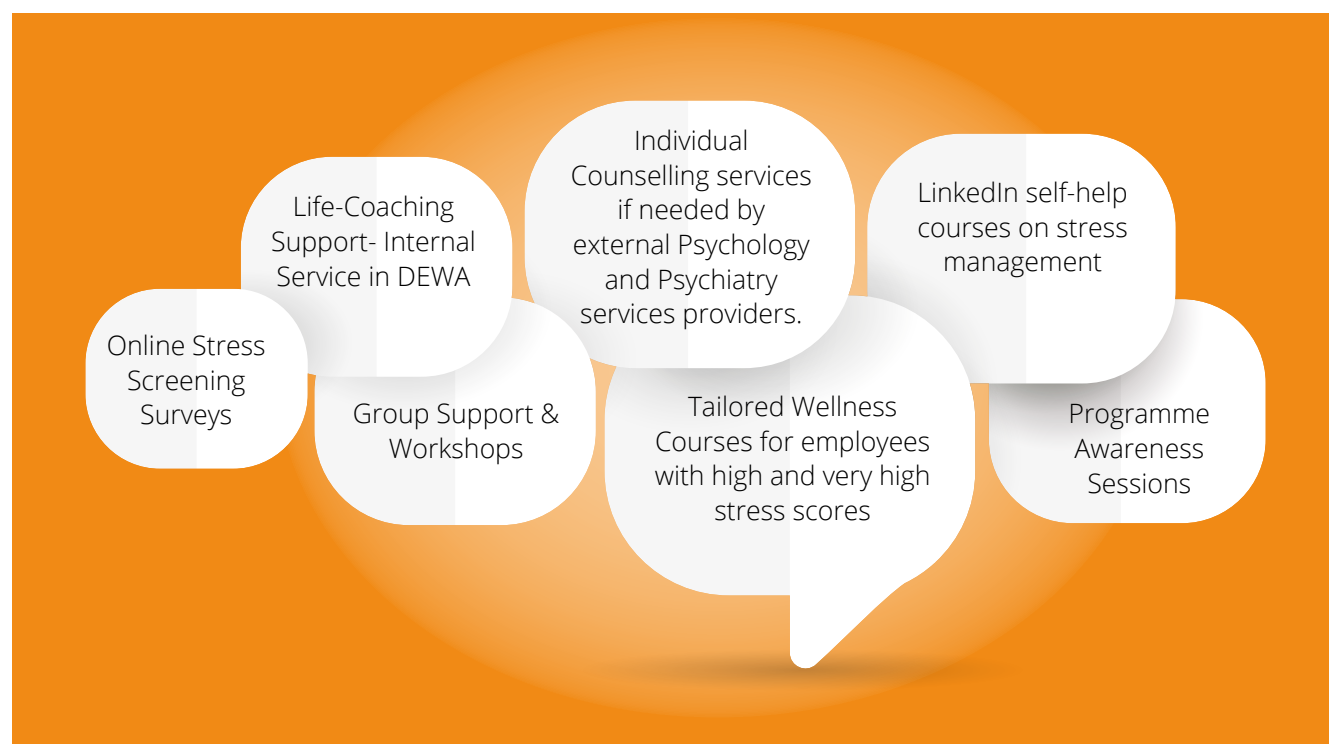 Online Stress
Screening
Surveys
Life-Coaching
Support- Internal
Service in DEWA
Group Support &
Workshops
Individual
Counselling services
if needed by
external Psychology
and Psychiatry
services providers.
Tailored Wellness
Courses for employees
with high and very high
stress scores
LinkedIn self-help
courses on stress
management
Programme
Awareness
Sessions